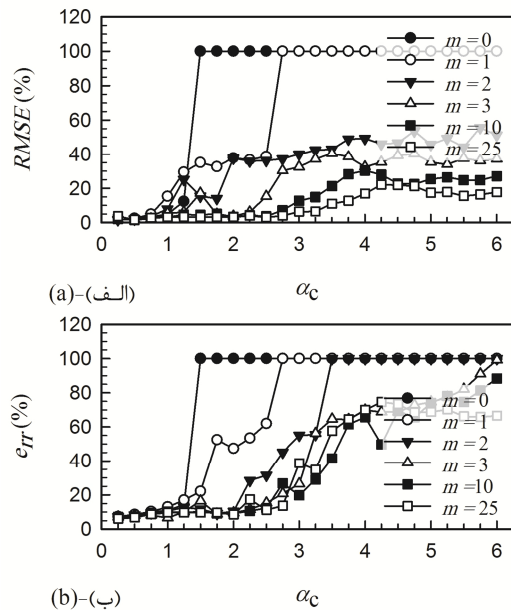 120
100
80
60
40
20
0
RMSE (%)
m = 0
m = 1
m = 2
m = 3
m = 10
m = 25
0 1 2 3 4 5 6
(a)-(الف)
αc
120
100
80
60
40
20
0
err (%)
m = 0
m = 1
m = 2
m = 3
m = 10
m = 25
0 1 2 3 4 5 6
(b)-(ب)
αc